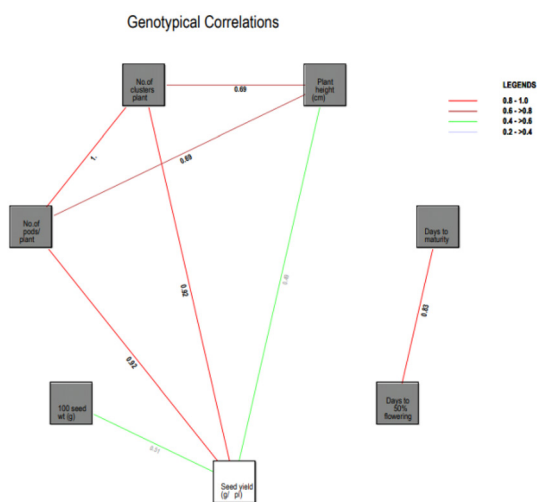 Genotypical Correlations
No.of
clusters
plant
Plant
height
(cm)
LEGENDS
0.8 - 1.0
0.6 - >0.8
0.4 - >0.6
0.2 - >0.4
0.69
1.
0.69
No.of
pods/
plant
Days to
maturity
0.92
0.83
0.92
100 seed
wt (g)
Days to
50%
flowering
0.51
Seed yield
(g/ pl)